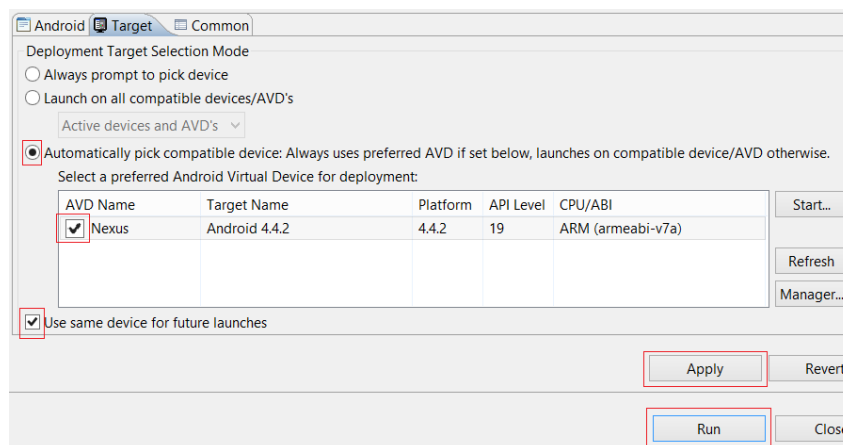 Android Target Common
Deployment Target Selection Mode
Always prompt to pick device
Launch on all compatible devices/AVD's
Active devices and AVD's
Automatically pick compatible device: Always uses preferred AVD if set below, launches on compatible device/AVD otherwise.
Select a preferred Android Virtual Device for deployment:
AVD Name Target Name Platform API Level CPU/ABI Start...
Nexus Android 4.4.2 4.4.2 19 ARM (armeabi-v7a)
Refresh
Manager...
Use same device for future launches
Apply Revert
Run Clos